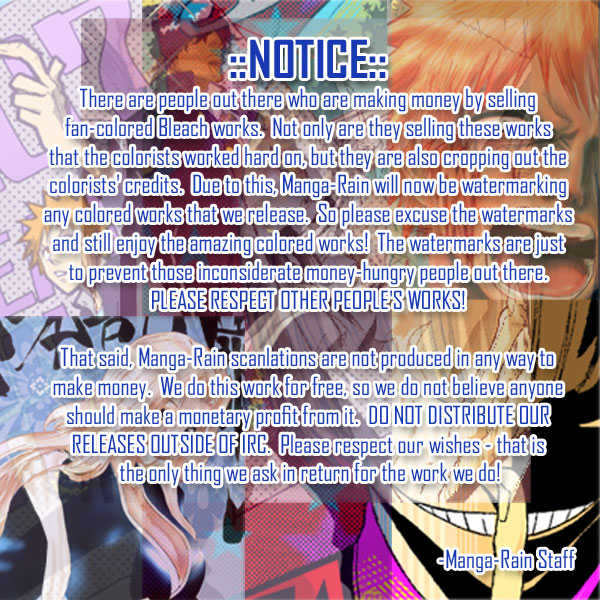 ::NOTICE::
There are people out there who are making money by selling
fan-colored Bleach works. Not only are they selling these works
that the colorists worked hard on, but they are also cropping out the
colorists' credits. Due to this, Manga-Rain will now be watermarking
any colored works that we release. So please excuse the watermarks
and still enjoy the amazing colored works! The watermarks are just
to prevent those inconsiderate money-hungry people out there.
PLEASE RESPECT OTHER PEOPLE'S WORKS!
That said, Manga-Rain scanlations are not produced in any way to
make money. We do this work for free, so we do not believe anyone
should make a monetary profit from it. DO NOT DISTRIBUTE OUR
RELEASES OUTSIDE OF IRC. Please respect our wishes - that is
the only thing we ask in return for the work we do!
-Manga-Rain Staff